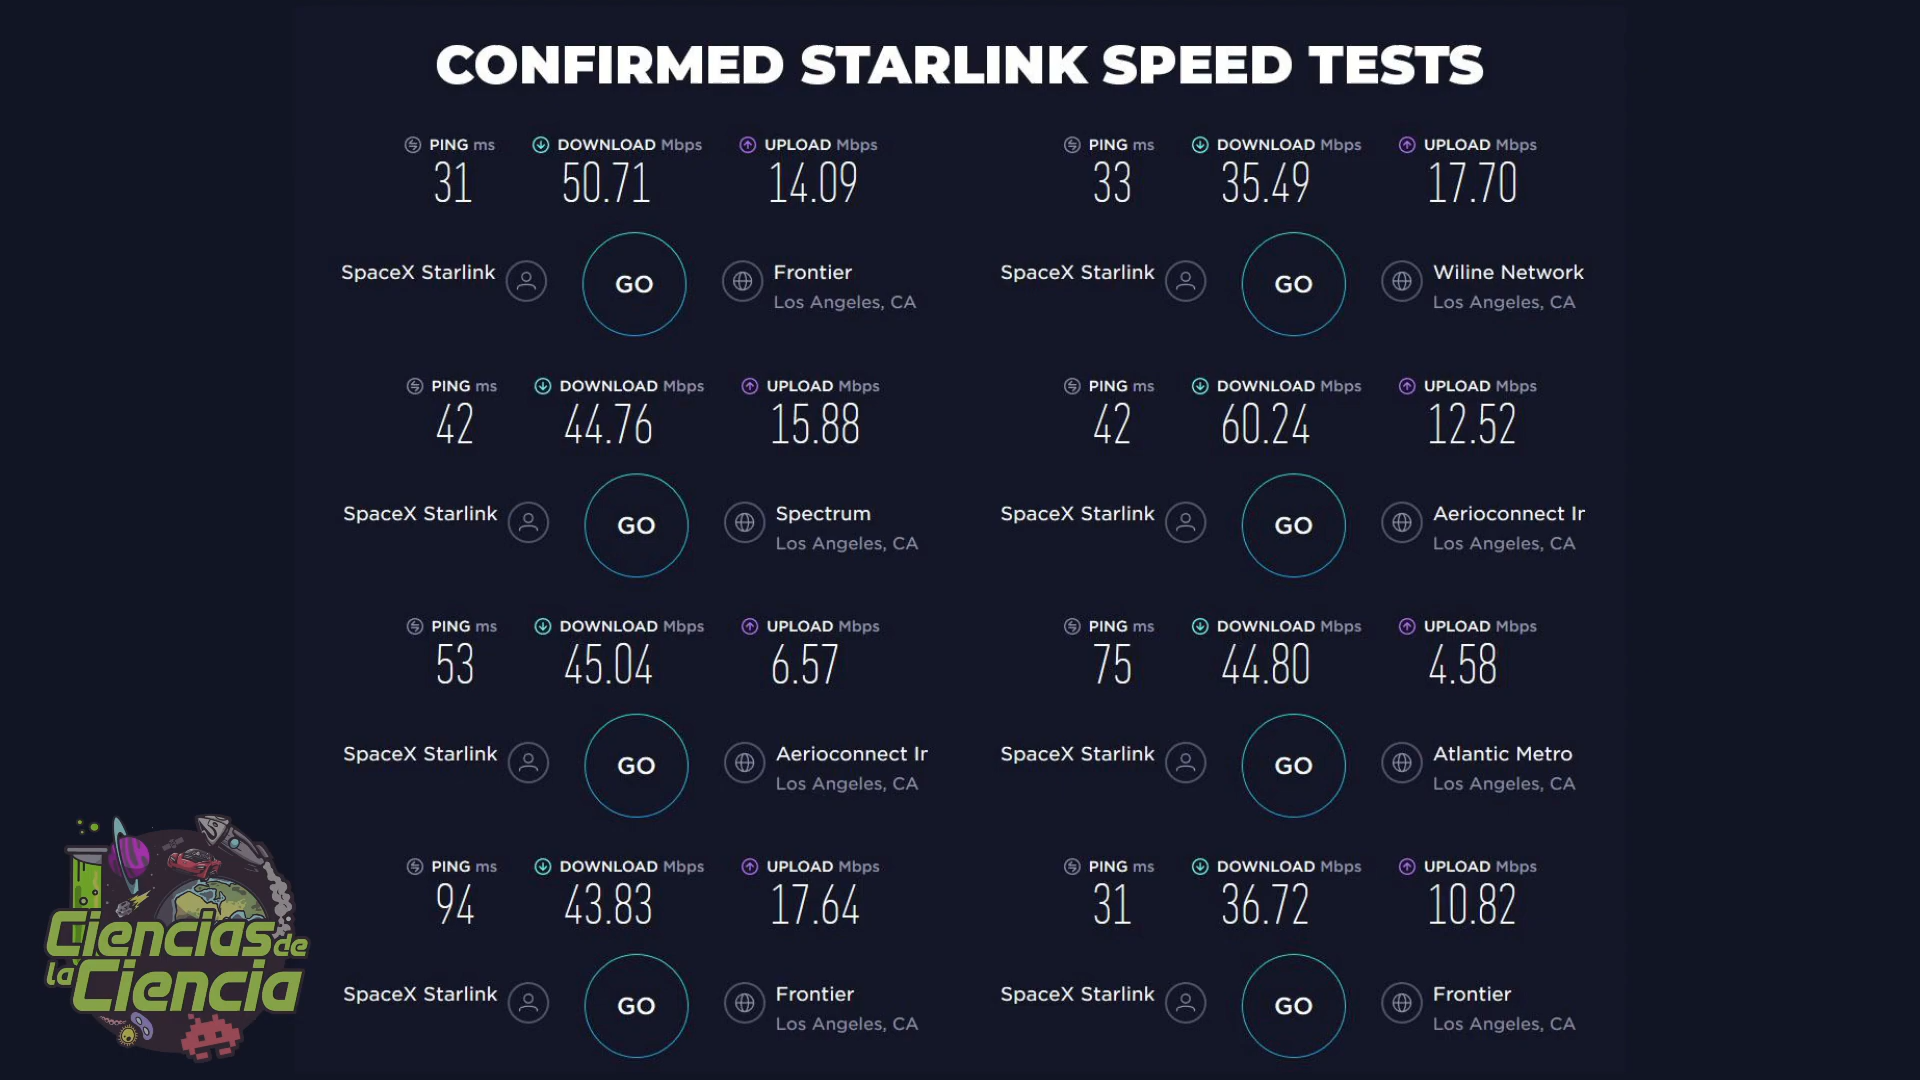 CONFIRMED STARLINK SPEED TESTS
PING ms DOWNLOAD Mbps UPLOAD Mbps
31 50.71 14.09
SpaceX Starlink GO Frontier
Los Angeles, CA
PING ms DOWNLOAD Mbps UPLOAD Mbps
33 35.49 17.70
SpaceX Starlink GO Wiline Network
Los Angeles, CA
PING ms DOWNLOAD Mbps UPLOAD Mbps
42 44.76 15.88
SpaceX Starlink GO Spectrum
Los Angeles, CA
PING ms DOWNLOAD Mbps UPLOAD Mbps
42 60.24 12.52
SpaceX Starlink GO Aerioconnect Ir
Los Angeles, CA
PING ms DOWNLOAD Mbps UPLOAD Mbps
53 45.04 6.57
SpaceX Starlink GO Aerioconnect Ir
Los Angeles, CA
PING ms DOWNLOAD Mbps UPLOAD Mbps
75 44.80 4.58
SpaceX Starlink GO Atlantic Metro
Los Angeles, CA
PING ms DOWNLOAD Mbps UPLOAD Mbps
94 43.83 17.64
SpaceX Starlink GO Frontier
Los Angeles, CA
PING ms DOWNLOAD Mbps UPLOAD Mbps
31 36.72 10.82
SpaceX Starlink GO Frontier
Los Angeles, CA
Ciencias de
la Ciencia